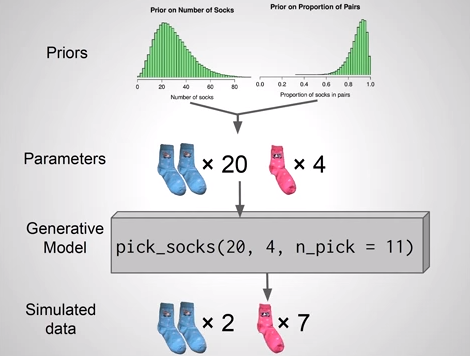 Prior on Number of Socks
Prior on Proportion of Pairs
Priors
0 20 40 60 80
0.0 0.2 0.4 0.6 0.8 1.0
Number of socks
Proportion of socks in pairs
Parameters
× 20
× 4
Generative
Model
pick_socks(20, 4, n_pick = 11)
Simulated
data
× 2
× 7